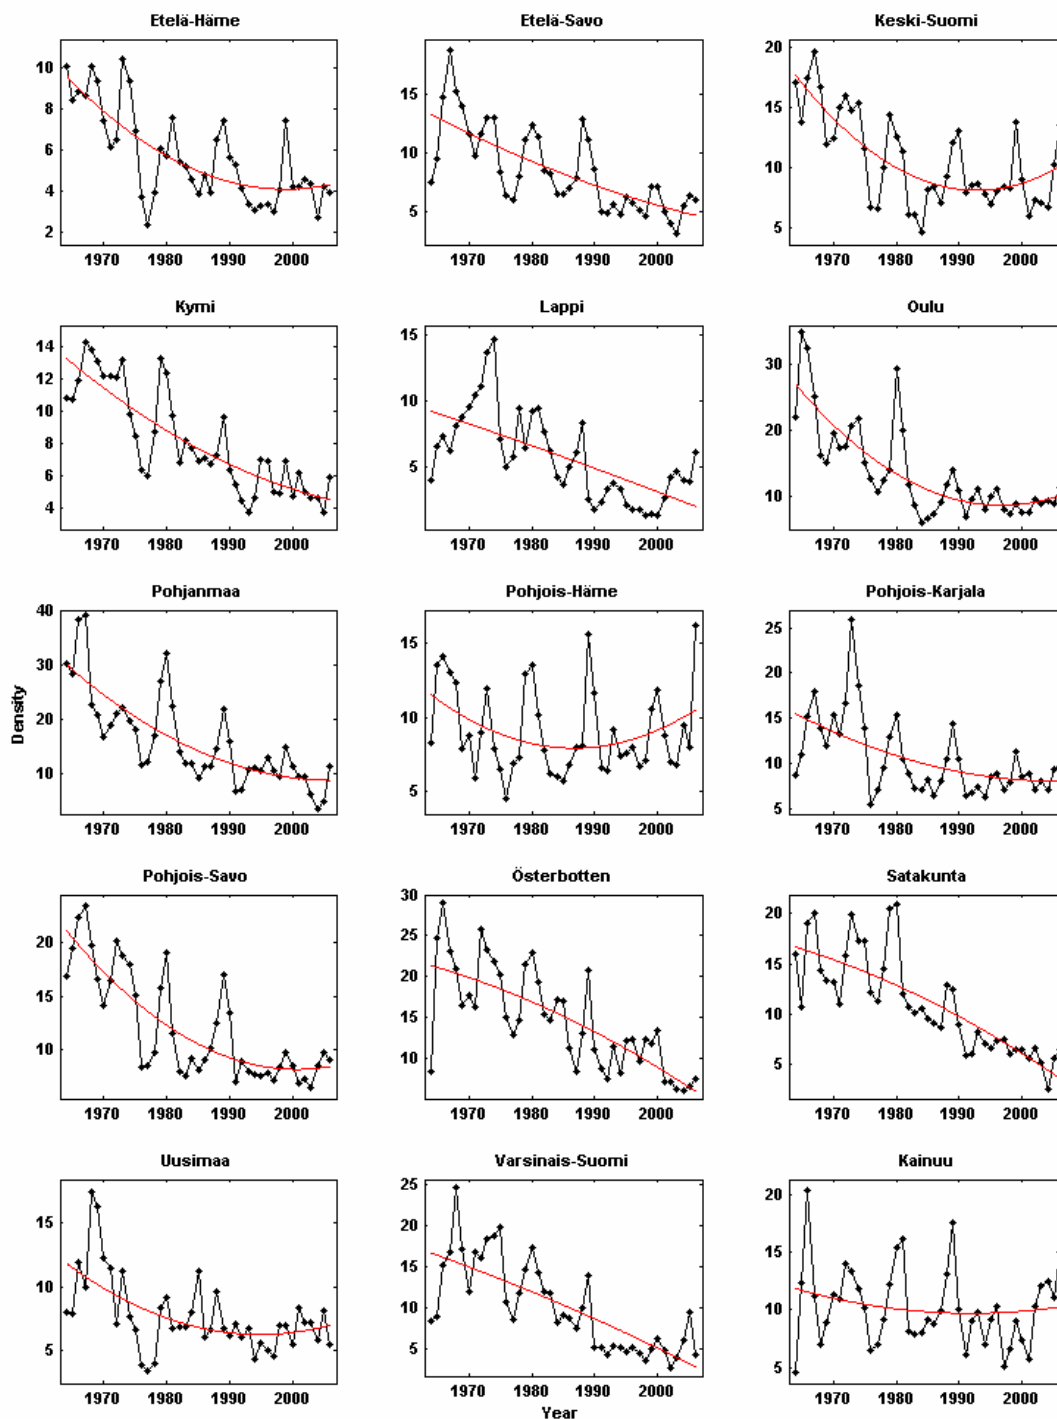 Etelä-Häme Etelä-Savo Keski-Suomi
10 15 20
8 10 15
6 5 10
4 5
2
1970 1980 1990 2000 1970 1980 1990 2000 1970 1980 1990 2000
Kymi Lappi Oulu
14 15 30
12 10 20
10 5 10
8
6
4
1970 1980 1990 2000 1970 1980 1990 2000 1970 1980 1990 2000
Pohjanmaa Pohjois-Häme Pohjois-Karjala
40 15 25
30 10 20
20 5 15
10 10
5
Density
1970 1980 1990 2000 1970 1980 1990 2000 1970 1980 1990 2000
Pohjois-Savo Österbotten Satakunta
20 30 20
15 25 15
10 20 10
15 5
10
1970 1980 1990 2000 1970 1980 1990 2000 1970 1980 1990 2000
Uusimaa Varsinais-Suomi Kainuu
15 25 20
10 20 15
5 15 10
10 5
5
1970 1980 1990 2000 1970 1980 1990 2000 1970 1980 1990 2000
Year